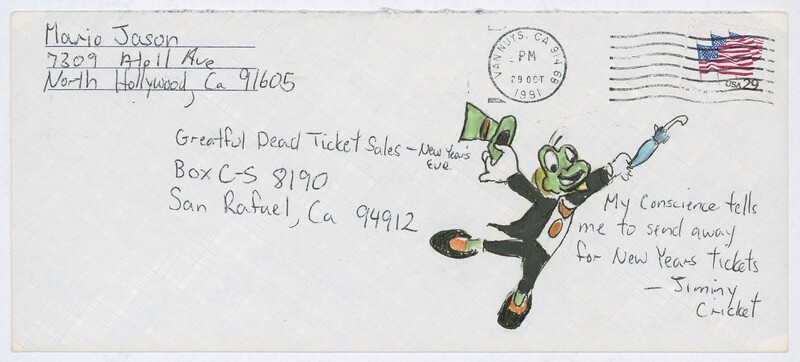 Mario Jason
7309 Atoll Ave
North Hollywood, Ca 91605
VAN NUYS, CA 914 68
PM
29 OCT
1991
USA 29
Greatful Dead Ticket Sales – New Year's Eve
Box C-S 8190
San Rafael, Ca 94912
My Conscience tells
me to send away
for New Years tickets
– Jiminy
Cricket